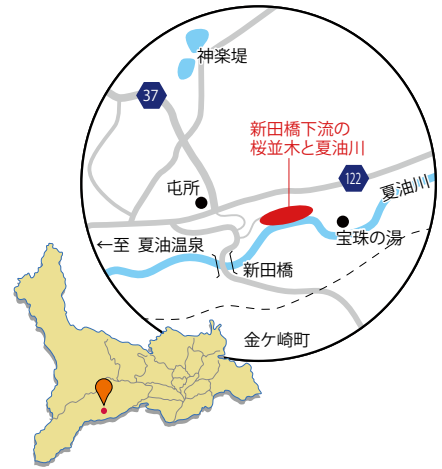 神楽堤
37
新田橋下流の
桜並木と夏油川
122
屯所
夏油川
宝珠の湯
←至 夏油温泉
新田橋
金ケ崎町